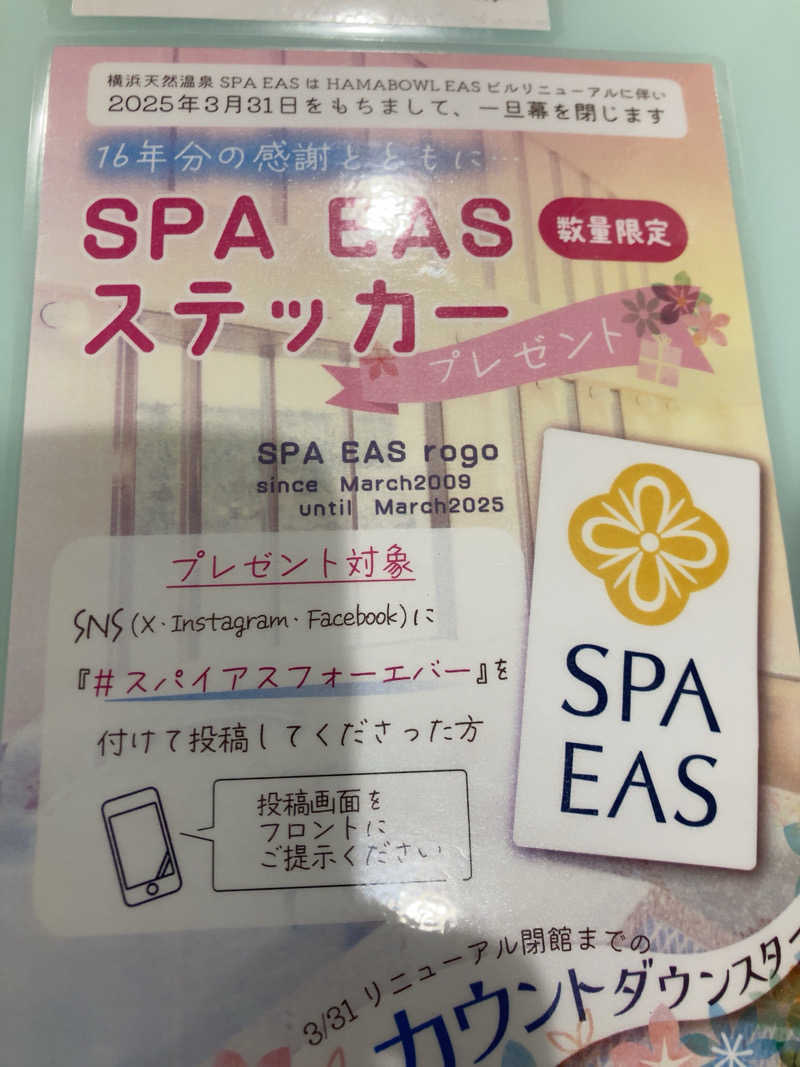 横浜天然温泉 SPA EAS は HAMABOWL EAS ビルリニューアルに伴い
2025年3月31日をもちまして、一旦幕を閉じます
16年分の感謝とともに…
SPA EAS
数量限定
ステッカー
プレゼント
SPA EAS rogo
since March2009
until March2025
プレゼント対象
SNS(X・Instagram・Facebook)に
『#スパイアスフォーエバー』を
付けて投稿してくださった方
投稿画面を
フロントに
ご提示ください
SPA
EAS
3/31 リニューアル閉館までの
カウントダウンスター